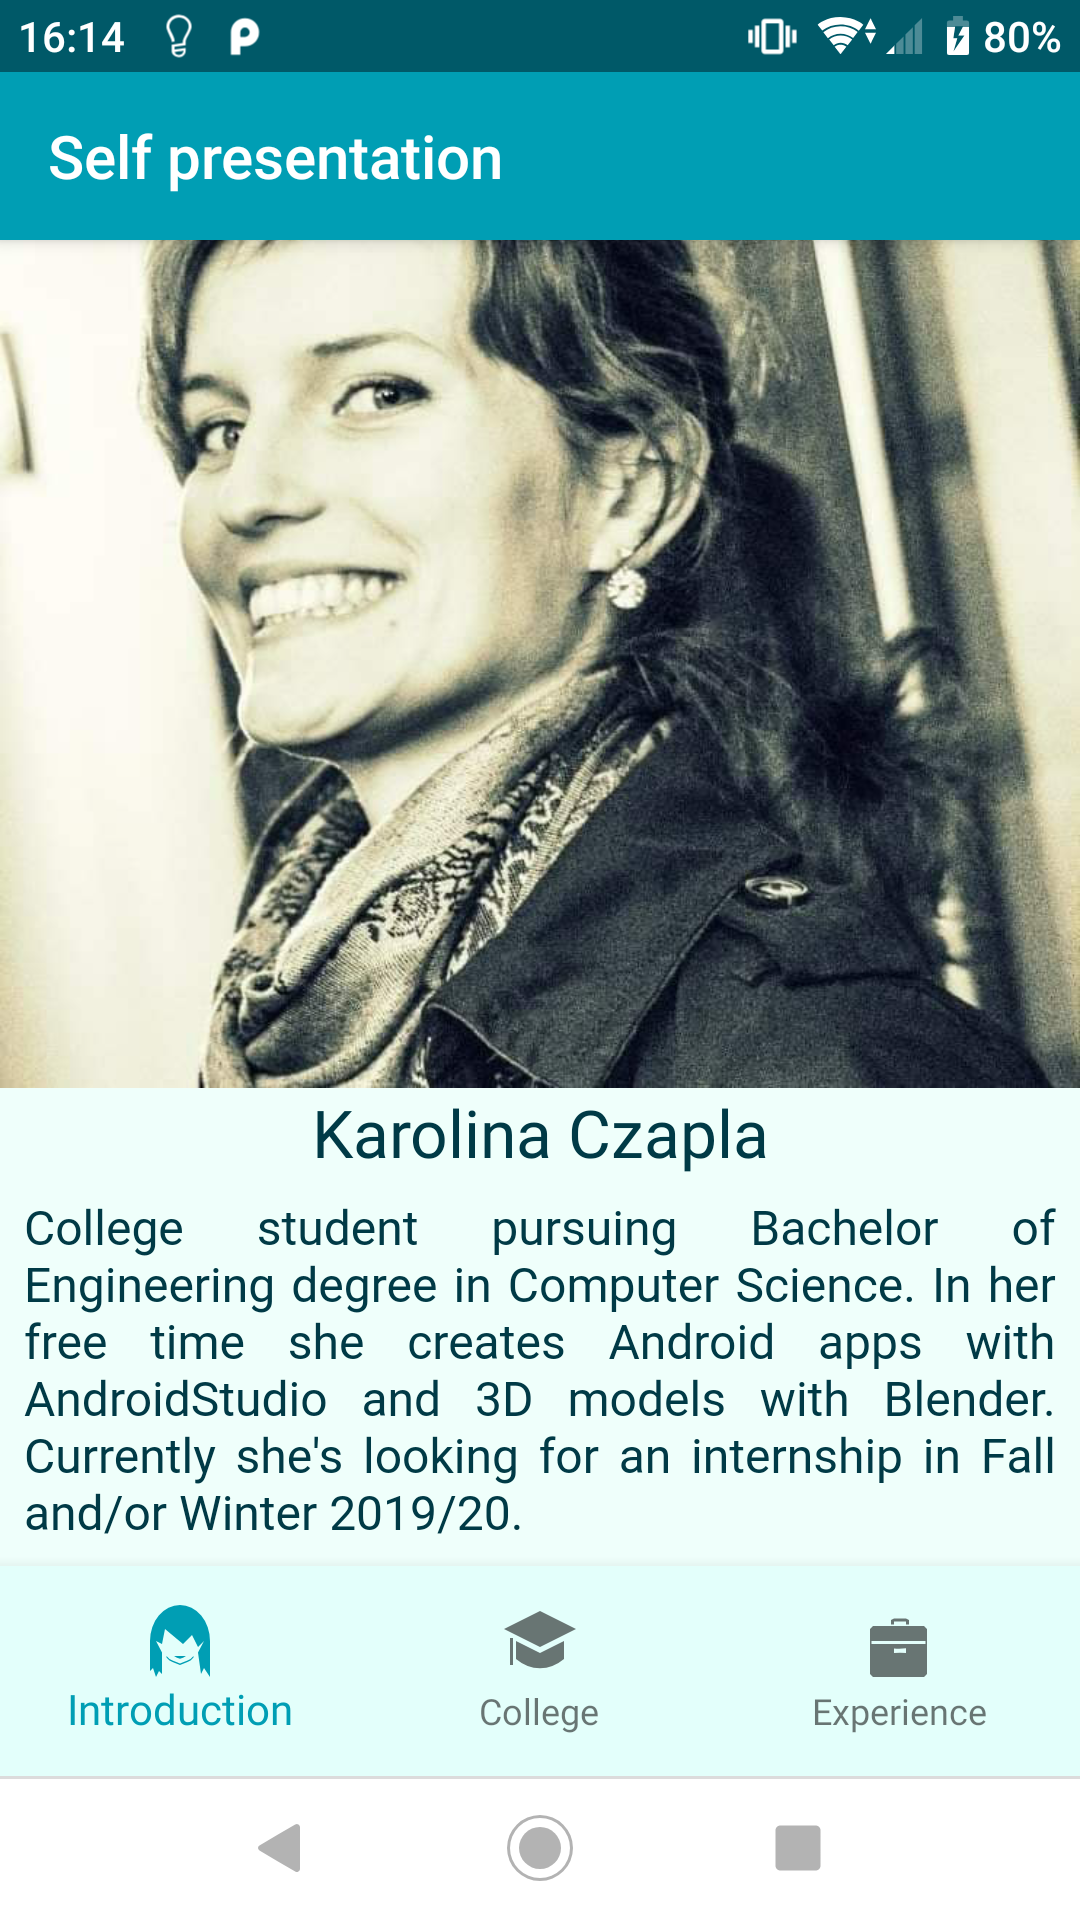 16:14 80%
Self presentation
Karolina Czapla
College student pursuing Bachelor of
Engineering degree in Computer Science. In her
free time she creates Android apps with
AndroidStudio and 3D models with Blender.
Currently she's looking for an internship in Fall
and/or Winter 2019/20.
Introduction College Experience